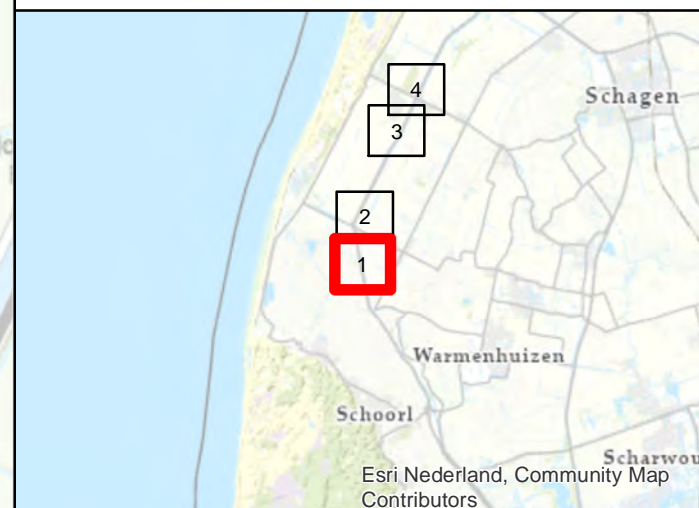 4
Schagen
3
2
1
Warmenhuizen
Schoorl
Scharwou
Esri Nederland, Community Map
Contributors